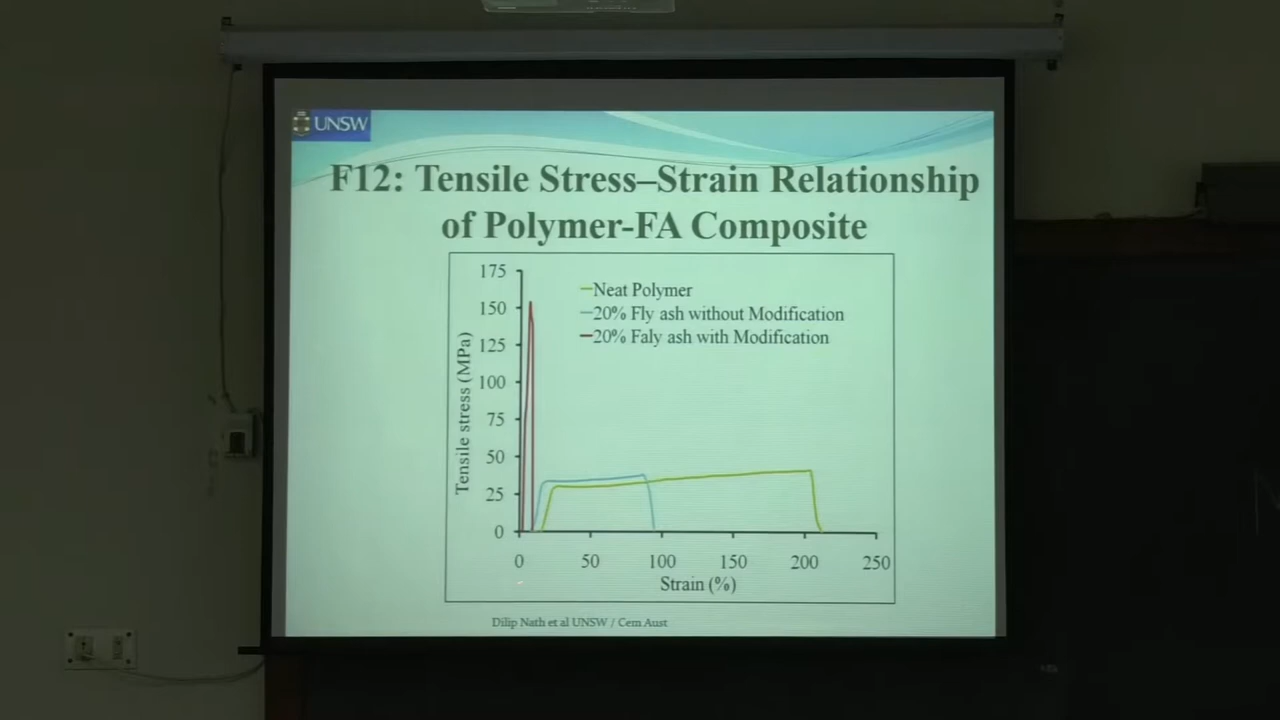 UNSW
F12: Tensile Stress–Strain Relationship
of Polymer-FA Composite
175
150
125
100
75
50
25
0
Tensile stress (MPa)
Neat Polymer
20% Fly ash without Modification
20% Faly ash with Modification
0 50 100 150 200 250
Strain (%)
Dilip Nath et al UNSW / Cem Aust